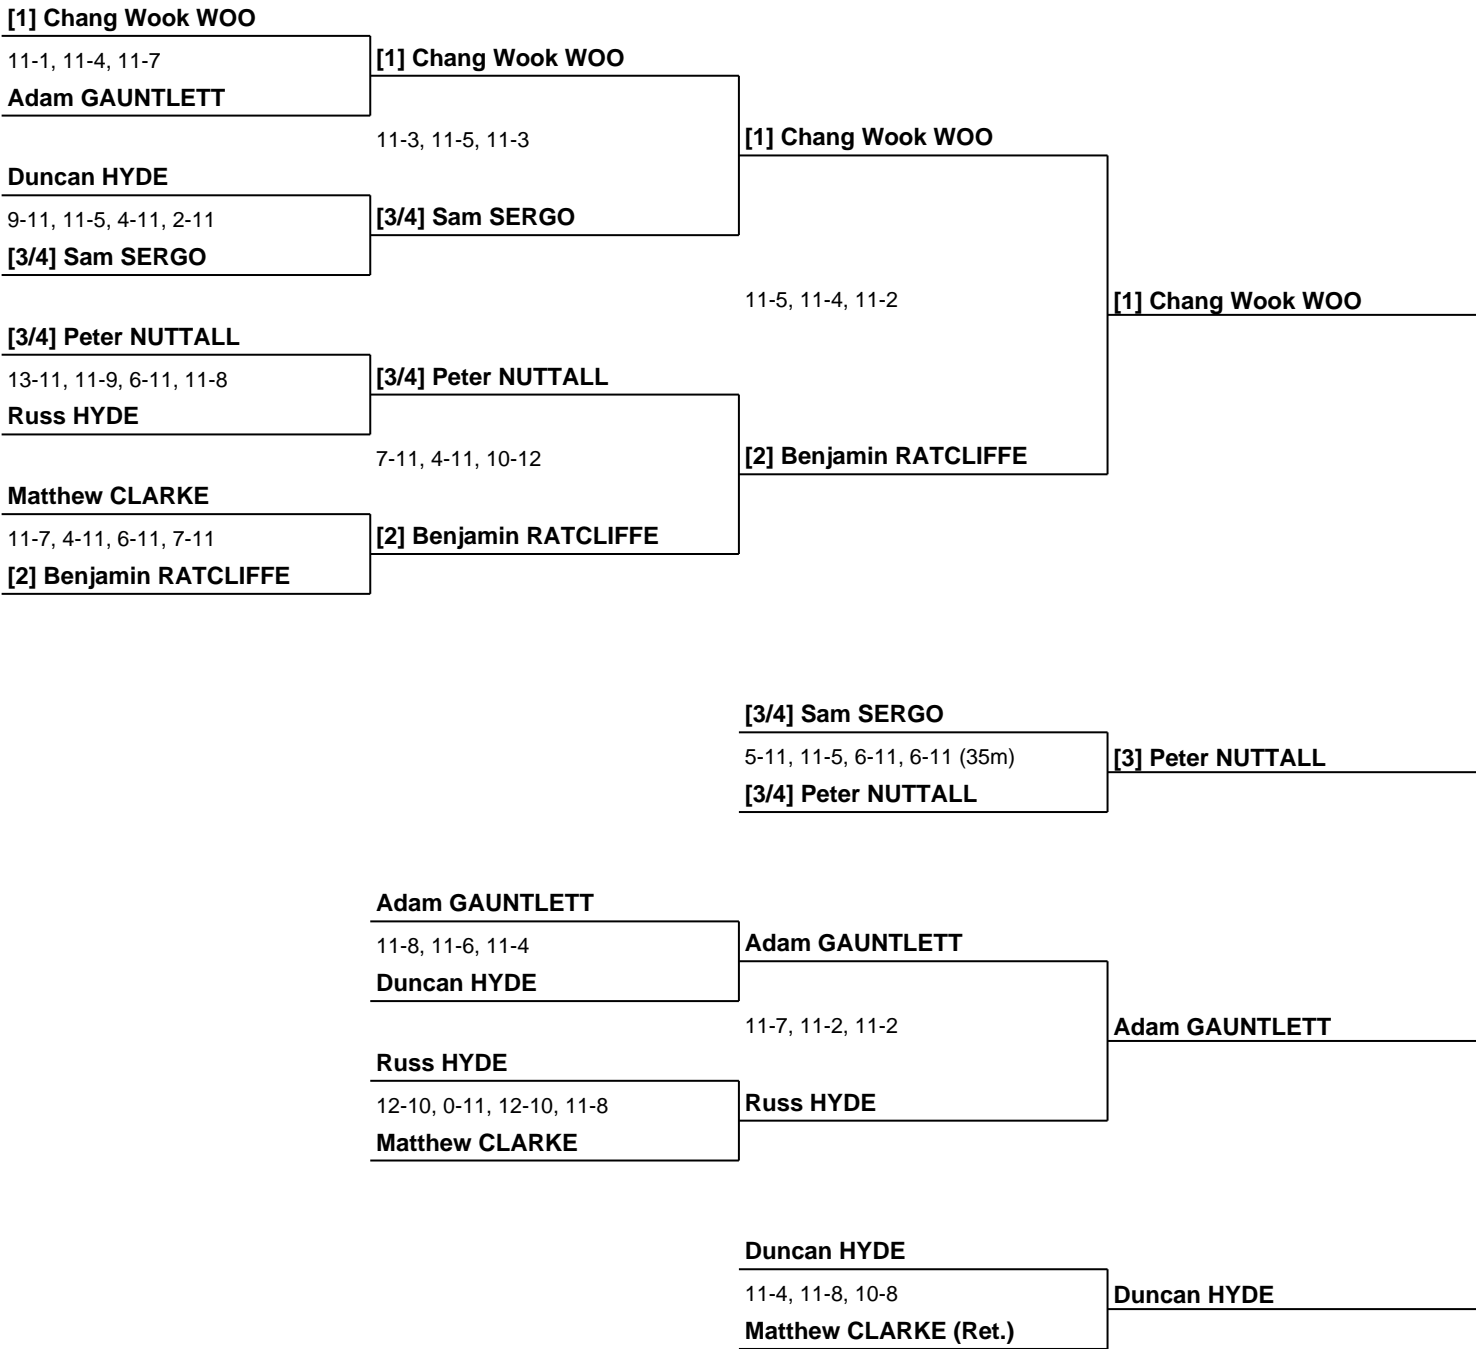 [1] Chang Wook WOO
11-1, 11-4, 11-7
Adam GAUNTLETT
Duncan HYDE
9-11, 11-5, 4-11, 2-11
[3/4] Sam SERGO
[3/4] Peter NUTTALL
13-11, 11-9, 6-11, 11-8
Russ HYDE
Matthew CLARKE
11-7, 4-11, 6-11, 7-11
[2] Benjamin RATCLIFFE
[1] Chang Wook WOO
11-3, 11-5, 11-3
[3/4] Sam SERGO
[3/4] Peter NUTTALL
7-11, 4-11, 10-12
[2] Benjamin RATCLIFFE
[1] Chang Wook WOO
11-5, 11-4, 11-2
[2] Benjamin RATCLIFFE
[1] Chang Wook WOO
[3/4] Sam SERGO
5-11, 11-5, 6-11, 6-11 (35m)
[3/4] Peter NUTTALL
[3] Peter NUTTALL
Adam GAUNTLETT
11-8, 11-6, 11-4
Duncan HYDE
Russ HYDE
12-10, 0-11, 12-10, 11-8
Matthew CLARKE
Adam GAUNTLETT
11-7, 11-2, 11-2
Russ HYDE
Adam GAUNTLETT
Duncan HYDE
11-4, 11-8, 10-8
Matthew CLARKE (Ret.)
Duncan HYDE